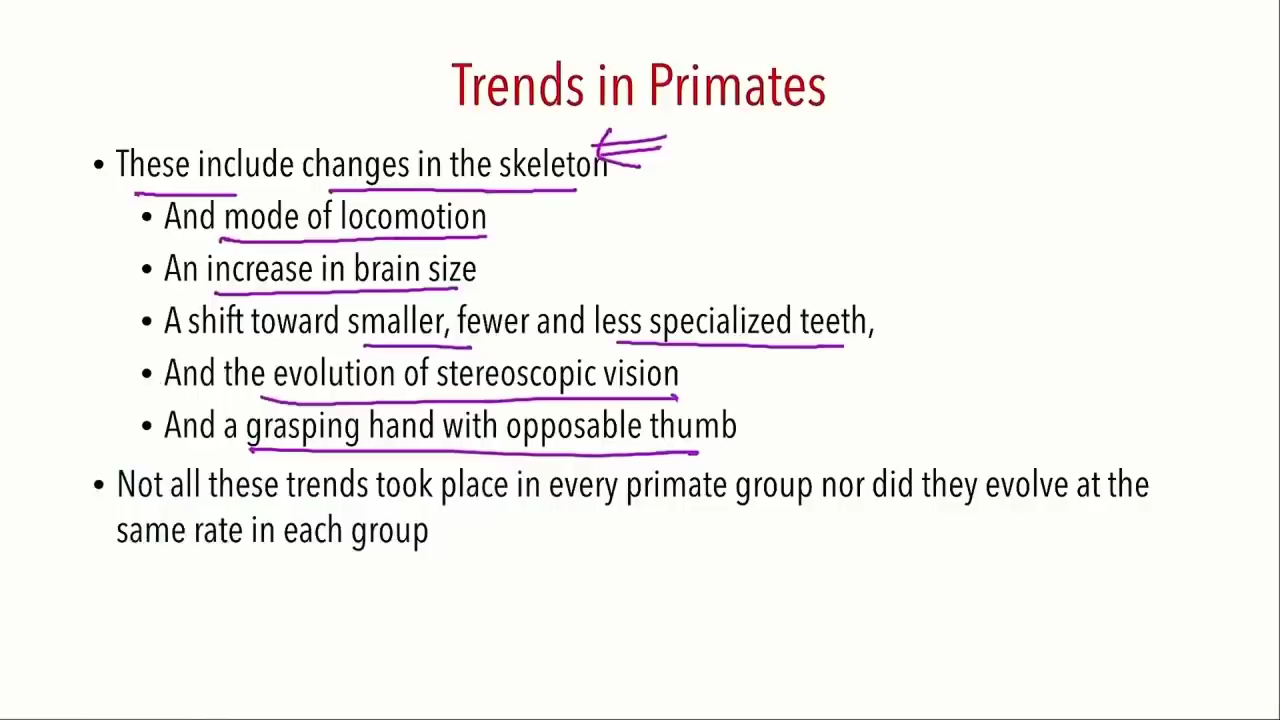 Trends in Primates
• These include changes in the skeleton
• And mode of locomotion
• An increase in brain size
• A shift toward smaller, fewer and less specialized teeth,
• And the evolution of stereoscopic vision
• And a grasping hand with opposable thumb
• Not all these trends took place in every primate group nor did they evolve at the
same rate in each group